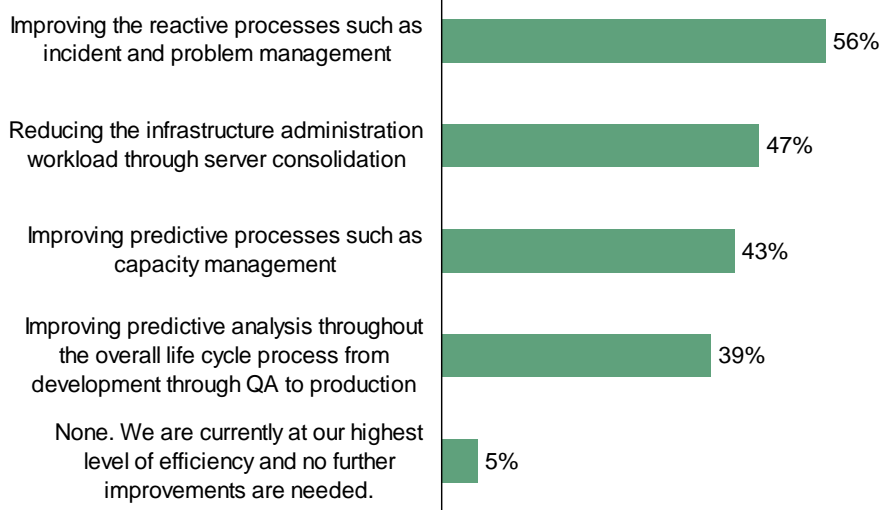 Improving the reactive processes such as
incident and problem management
56%
Reducing the infrastructure administration
workload through server consolidation
47%
Improving predictive processes such as
capacity management
43%
Improving predictive analysis throughout
the overall life cycle process from
development through QA to production
39%
None. We are currently at our highest
level of efficiency and no further
improvements are needed.
5%